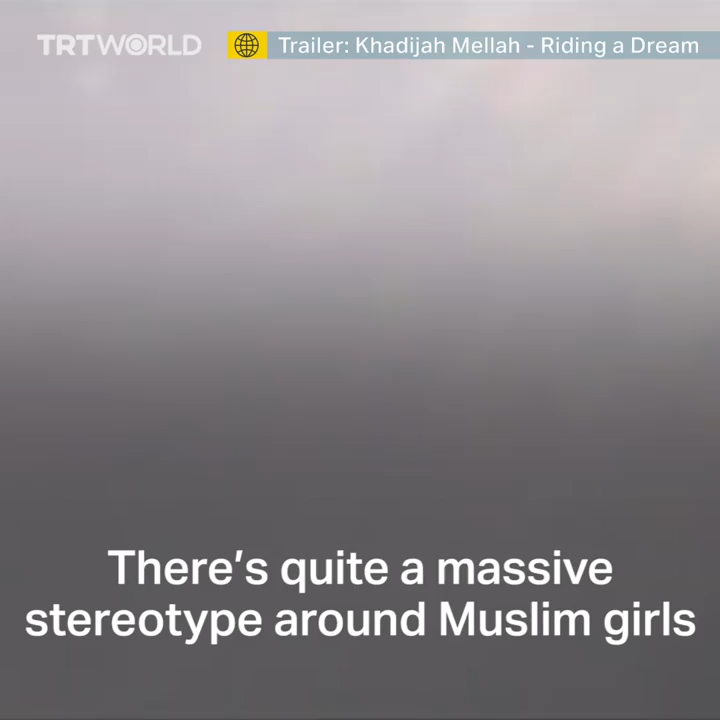 TRTWORLD
Trailer: Khadijah Mellah - Riding a Dream
There's quite a massive
stereotype around Muslim girls